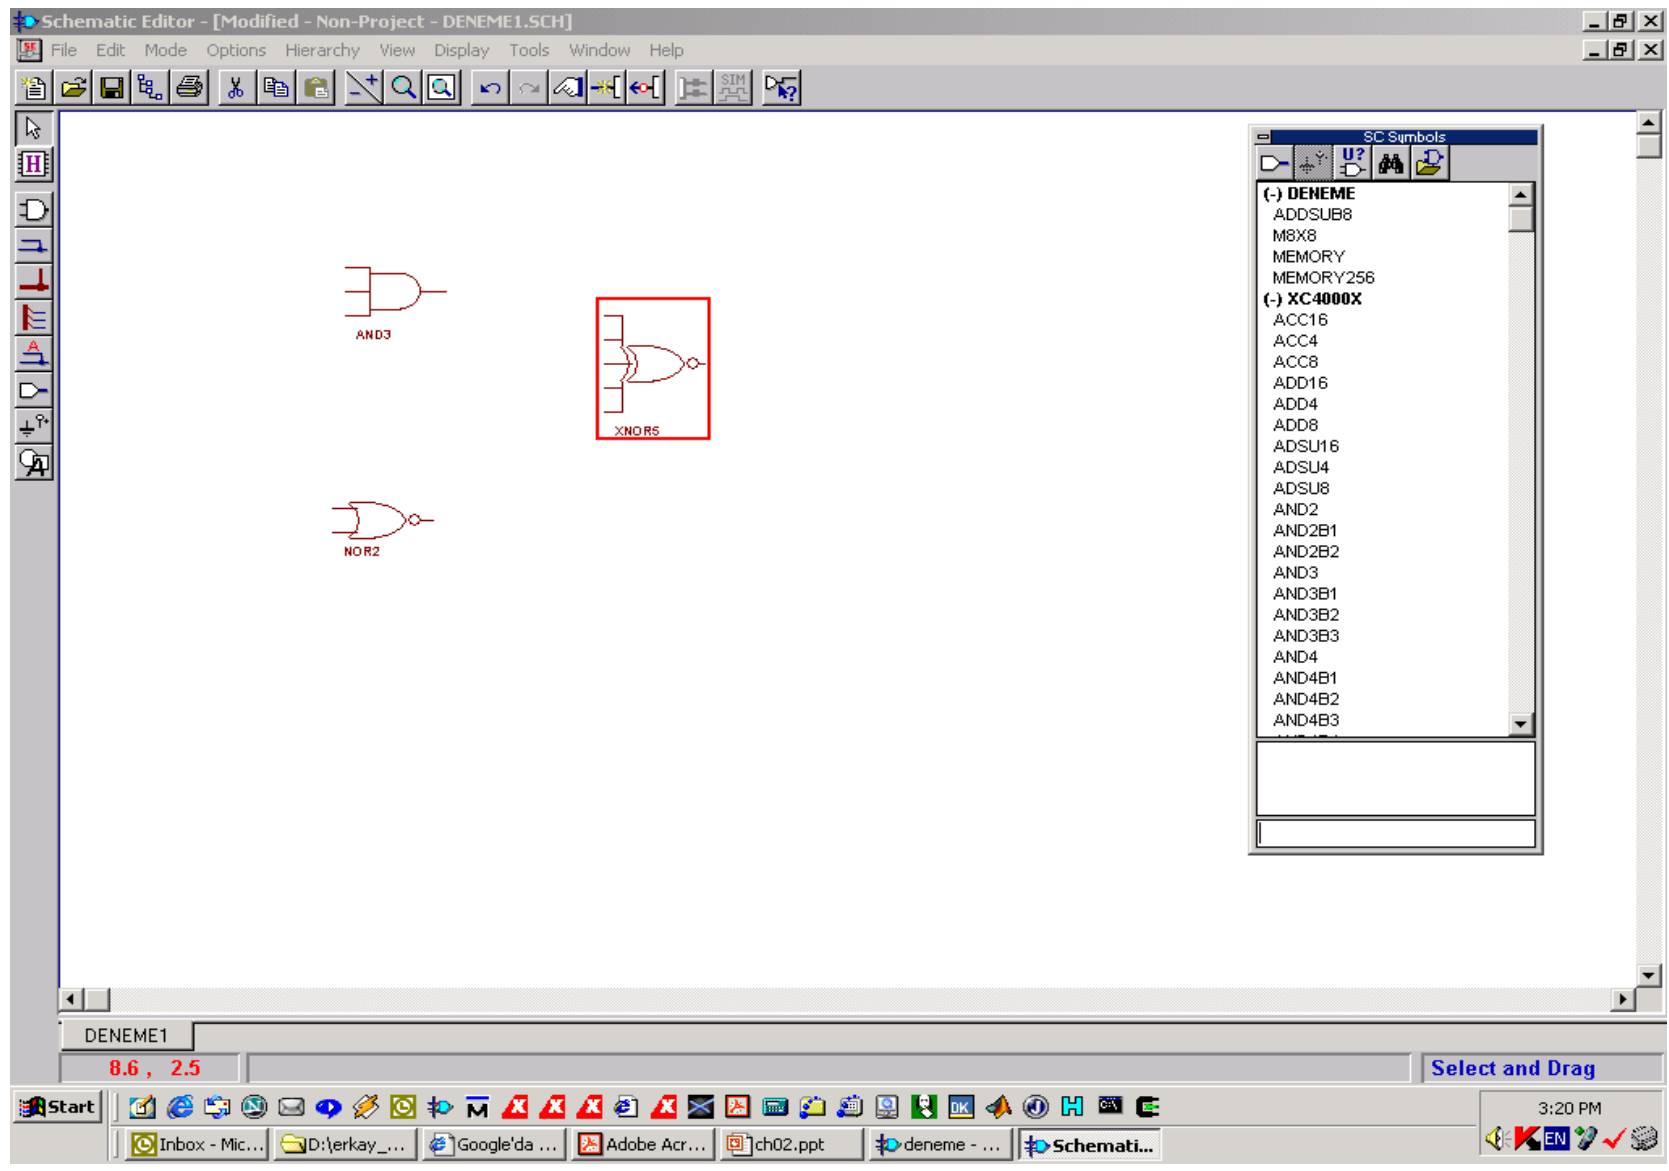 Schematic Editor - [Modified - Non-Project - DENEME1.SCH]
File Edit Mode Options Hierarchy View Display Tools Window Help
SIM
H
A
A
SC Symbols
U?
(-) DENEME
ADDSUB8
M8X8
MEMORY
MEMORY256
(-) XC4000X
ACC16
ACC4
ACC8
ADD16
ADD4
ADD8
ADSU16
ADSU4
ADSU8
AND2
AND2B1
AND2B2
AND3
AND3B1
AND3B2
AND3B3
AND4
AND4B1
AND4B2
AND4B3
AND3
XNOR5
NOR2
DENEME1
8.6 , 2.5
Select and Drag
Start
DK
H
3:20 PM
Inbox - Mic...
D:\erkay_...
Google'da ...
Adobe Acr...
ch02.ppt
deneme - ...
Schemati...
EN